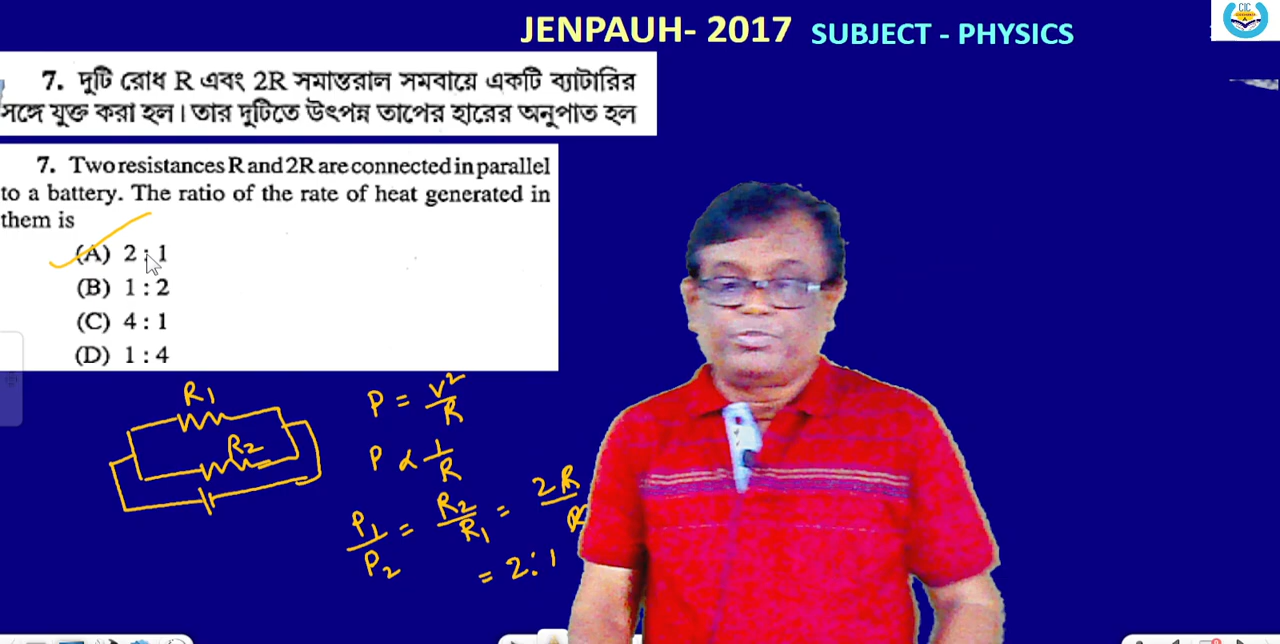 JENPAUH- 2017 SUBJECT - PHYSICS
CIC
7. দুটি রোধ R এবং 2R সমান্তরাল সমবায়ে একটি ব্যাটারির
সঙ্গে যুক্ত করা হল। তার দুটিতে উৎপন্ন তাপের হারের অনুপাত হল
7. Two resistances R and 2R are connected in parallel
to a battery. The ratio of the rate of heat generated in
them is
(A) 2 : 1
(B) 1 : 2
(C) 4 : 1
(D) 1 : 4
R1
R2
P = V²/R
P ∝ 1/R
P1/P2 = R2/R1 = 2R/R
= 2:1